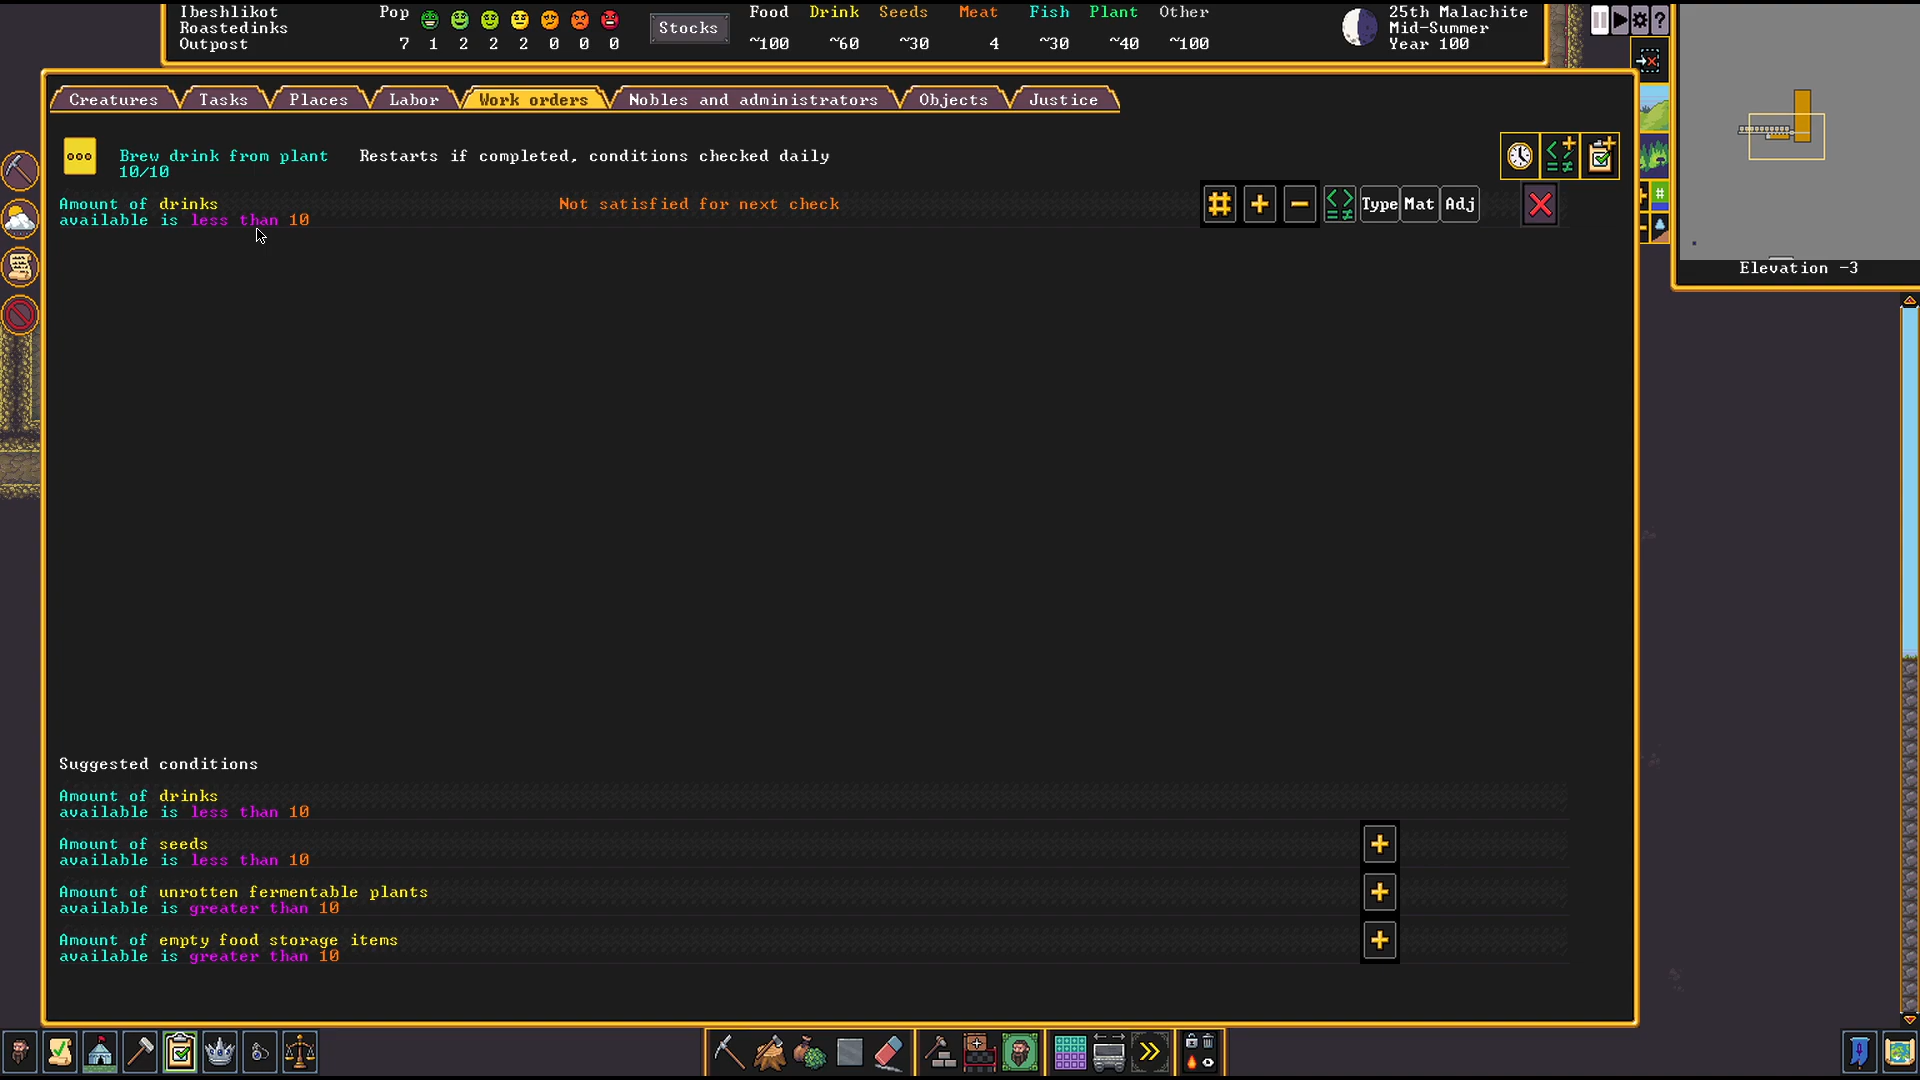 Ibeshlikot
Roastedinks
Outpost
Pop
7 1 2 2 2 0 0 0
Stocks
Food Drink Seeds Meat Fish Plant Other
~100 ~60 ~30 4 ~30 ~40 ~100
25th Malachite
Mid-Summer
Year 100
Elevation -3
Creatures Tasks Places Labor Work orders Nobles and administrators Objects Justice
Brew drink from plant Restarts if completed, conditions checked daily
10/10
Amount of drinks Not satisfied for next check
available is less than 10
Type Mat Adj
Suggested conditions
Amount of drinks
available is less than 10
Amount of seeds
available is less than 10
Amount of unrotten fermentable plants
available is greater than 10
Amount of empty food storage items
available is greater than 10